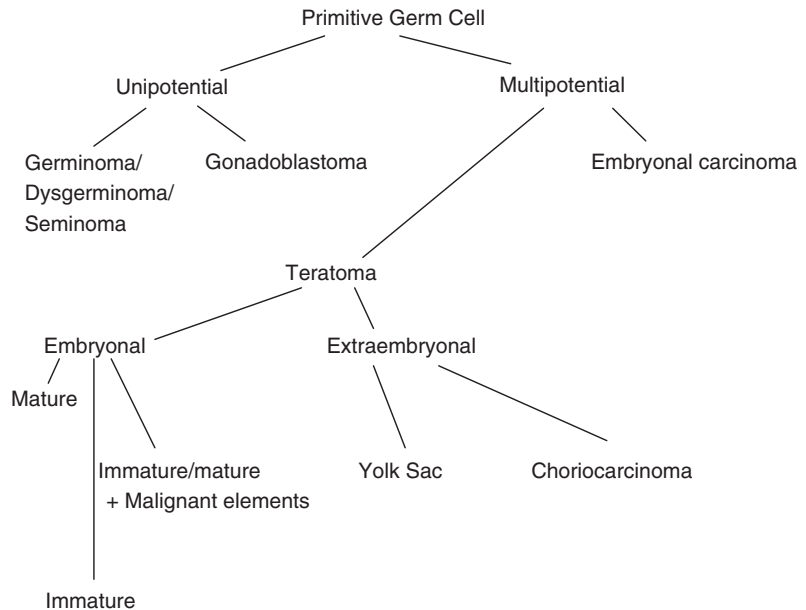 Primitive Germ Cell
Unipotential
Multipotential
Germinoma/
Dysgerminoma/
Seminoma
Gonadoblastoma
Embryonal carcinoma
Teratoma
Embryonal
Extraembryonal
Mature
Immature/mature
+ Malignant elements
Yolk Sac
Choriocarcinoma
Immature